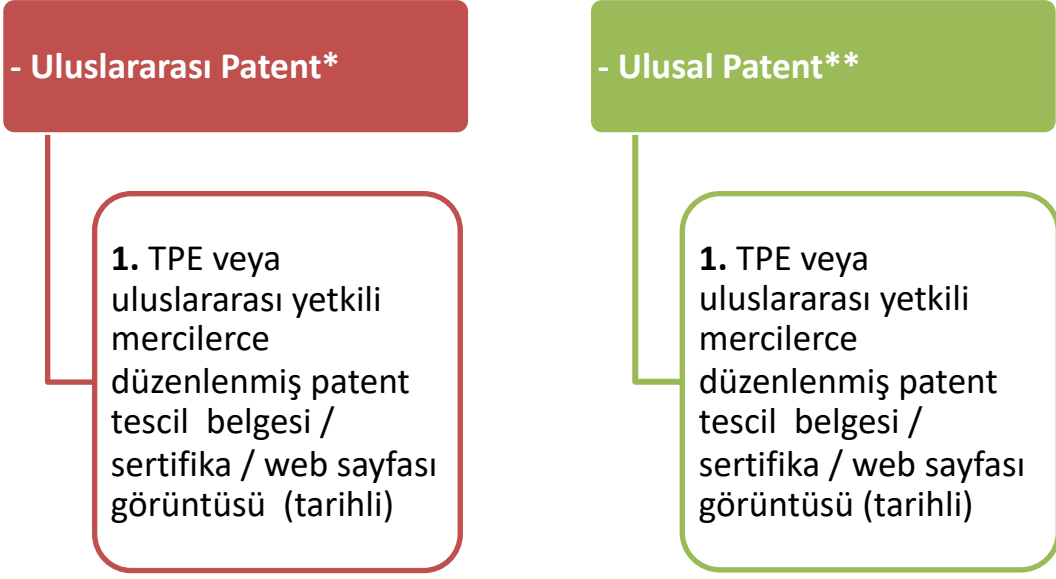 - Uluslararası Patent*
1. TPE veya
uluslararası yetkili
mercilerce
düzenlenmiş patent
tescil belgesi /
sertifika / web sayfası
görüntüsü (tarihli)
- Ulusal Patent**
1. TPE veya
uluslararası yetkili
mercilerce
düzenlenmiş patent
tescil belgesi /
sertifika / web sayfası
görüntüsü (tarihli)